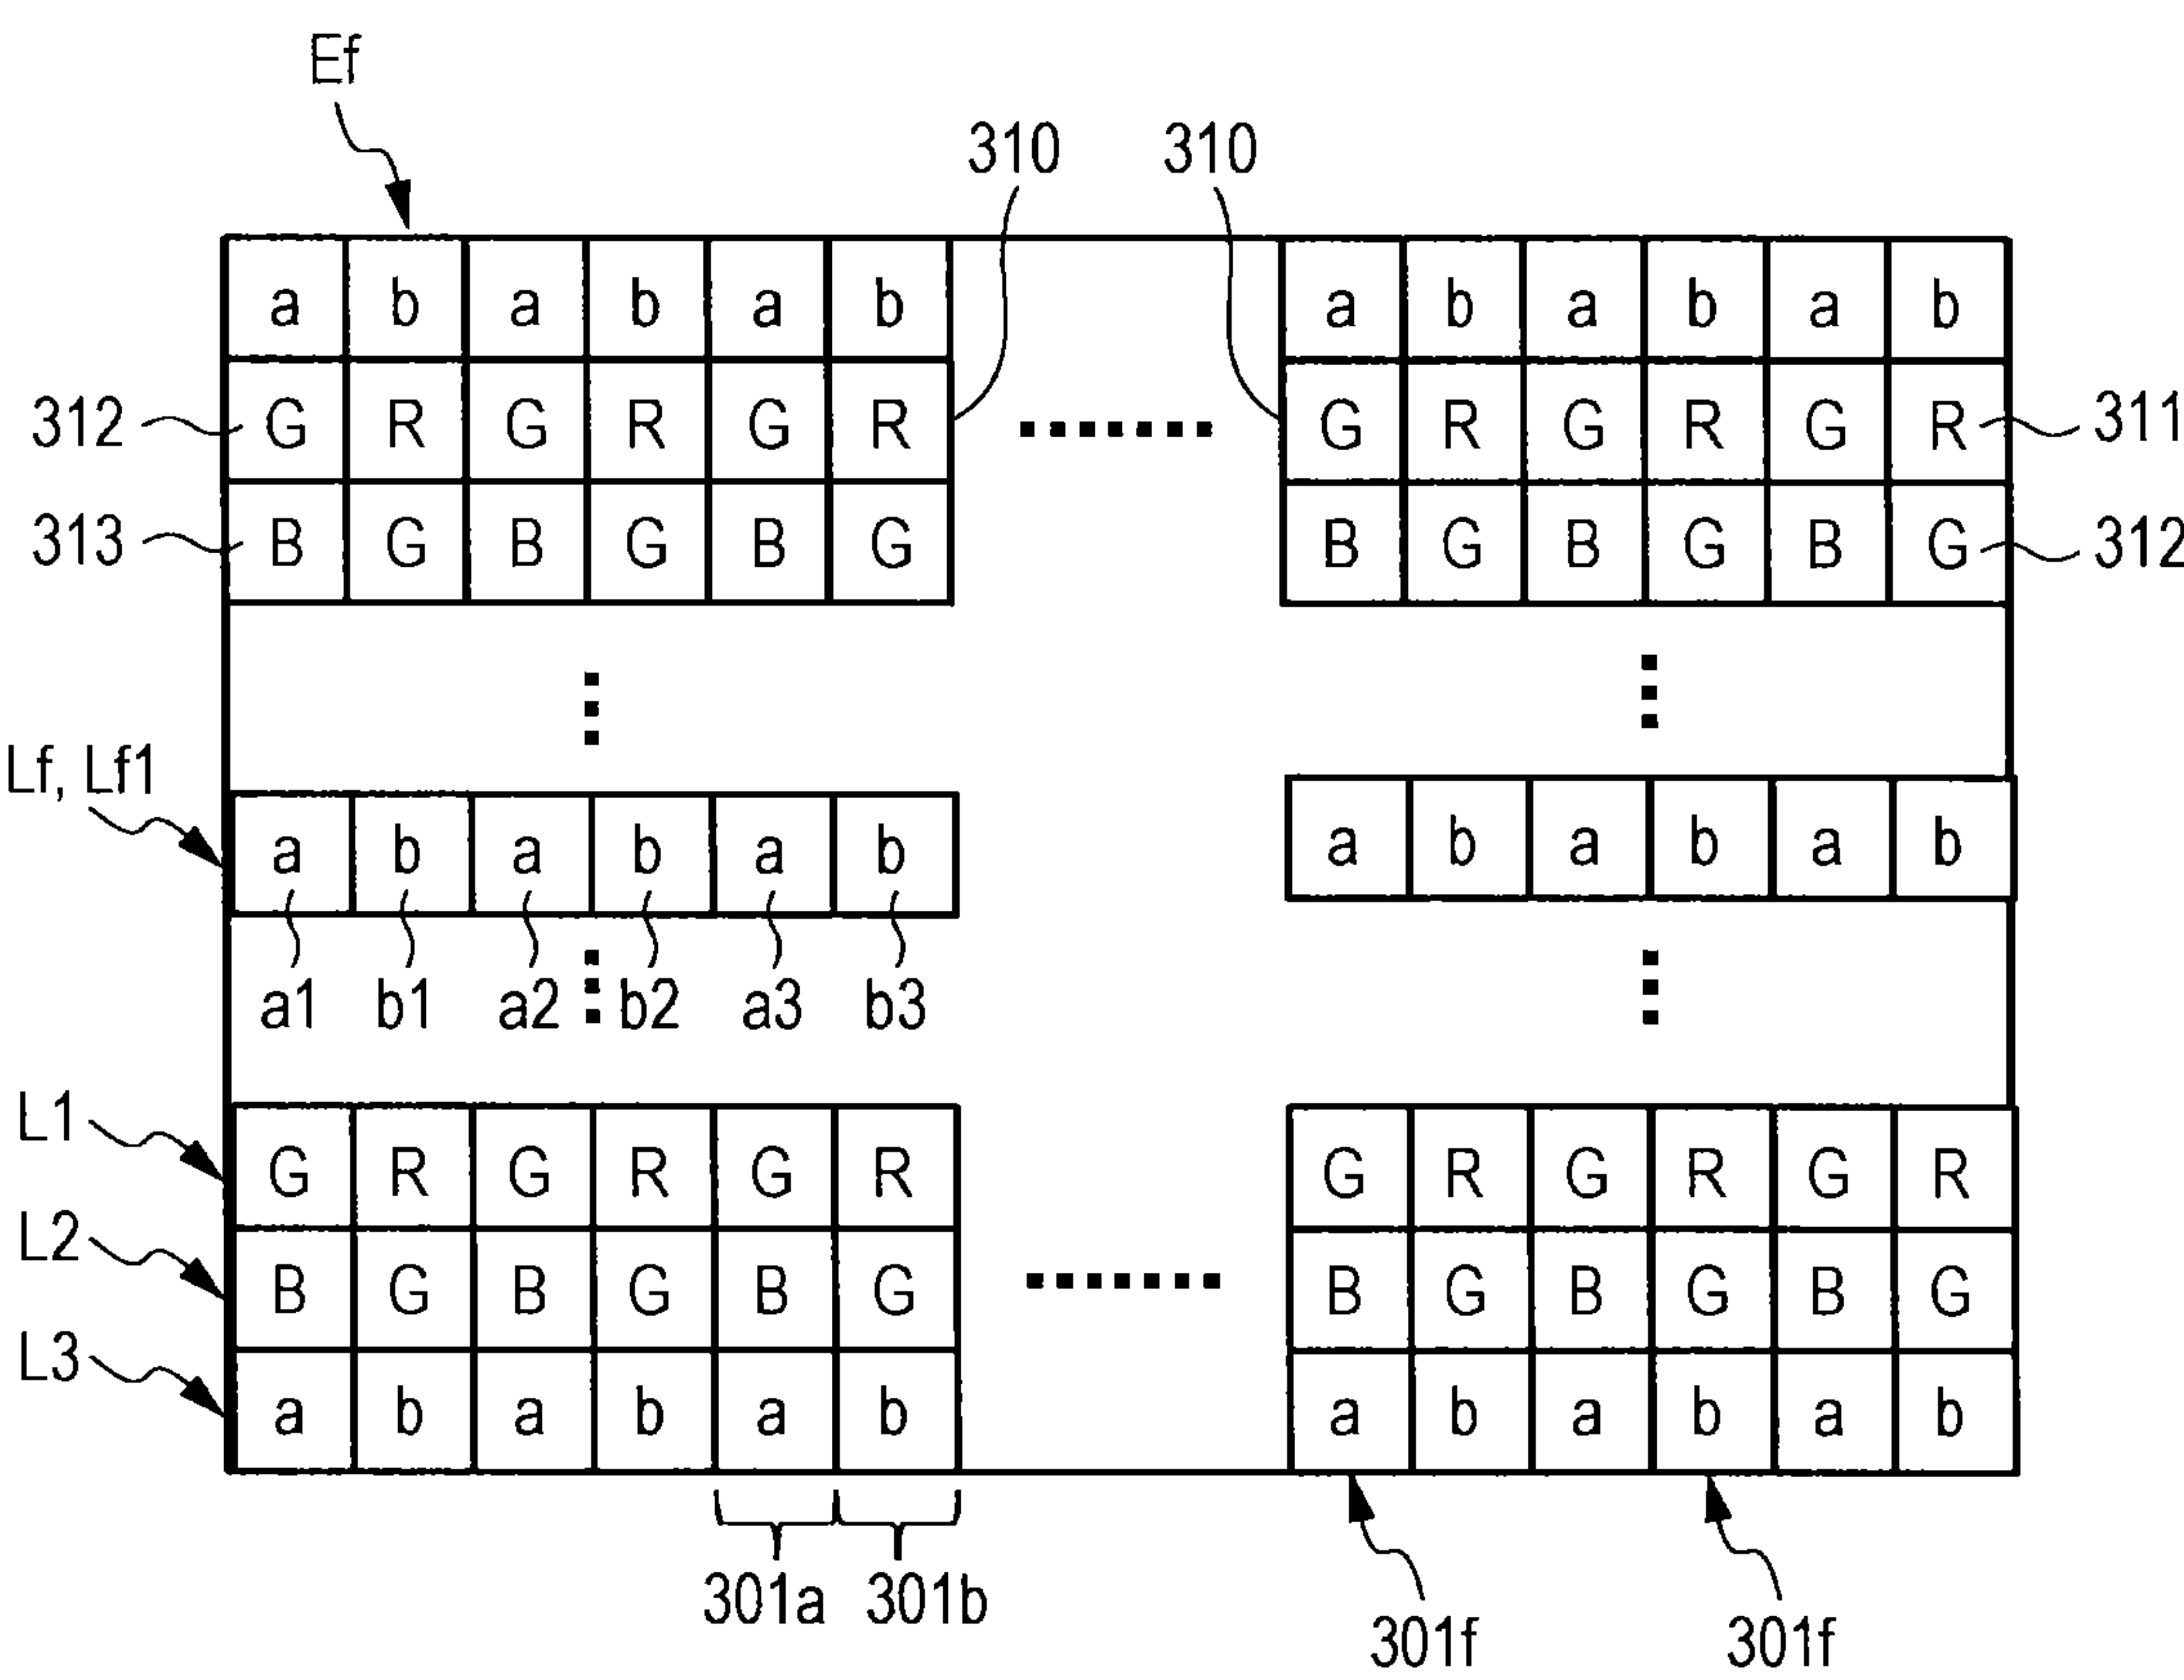 Ef
310 310
a b a b a b a b a b a b
312 G R G R G R G R G R G R 311
313 B G B G B G B G B G B G 312
Lf, Lf1
a b a b a b a b a b a b
a1 b1 a2 b2 a3 b3
L1 G R G R G R G R G R G R
L2 B G B G B G B G B G B G
L3 a b a b a b a b a b a b
301a 301b 301f 301f